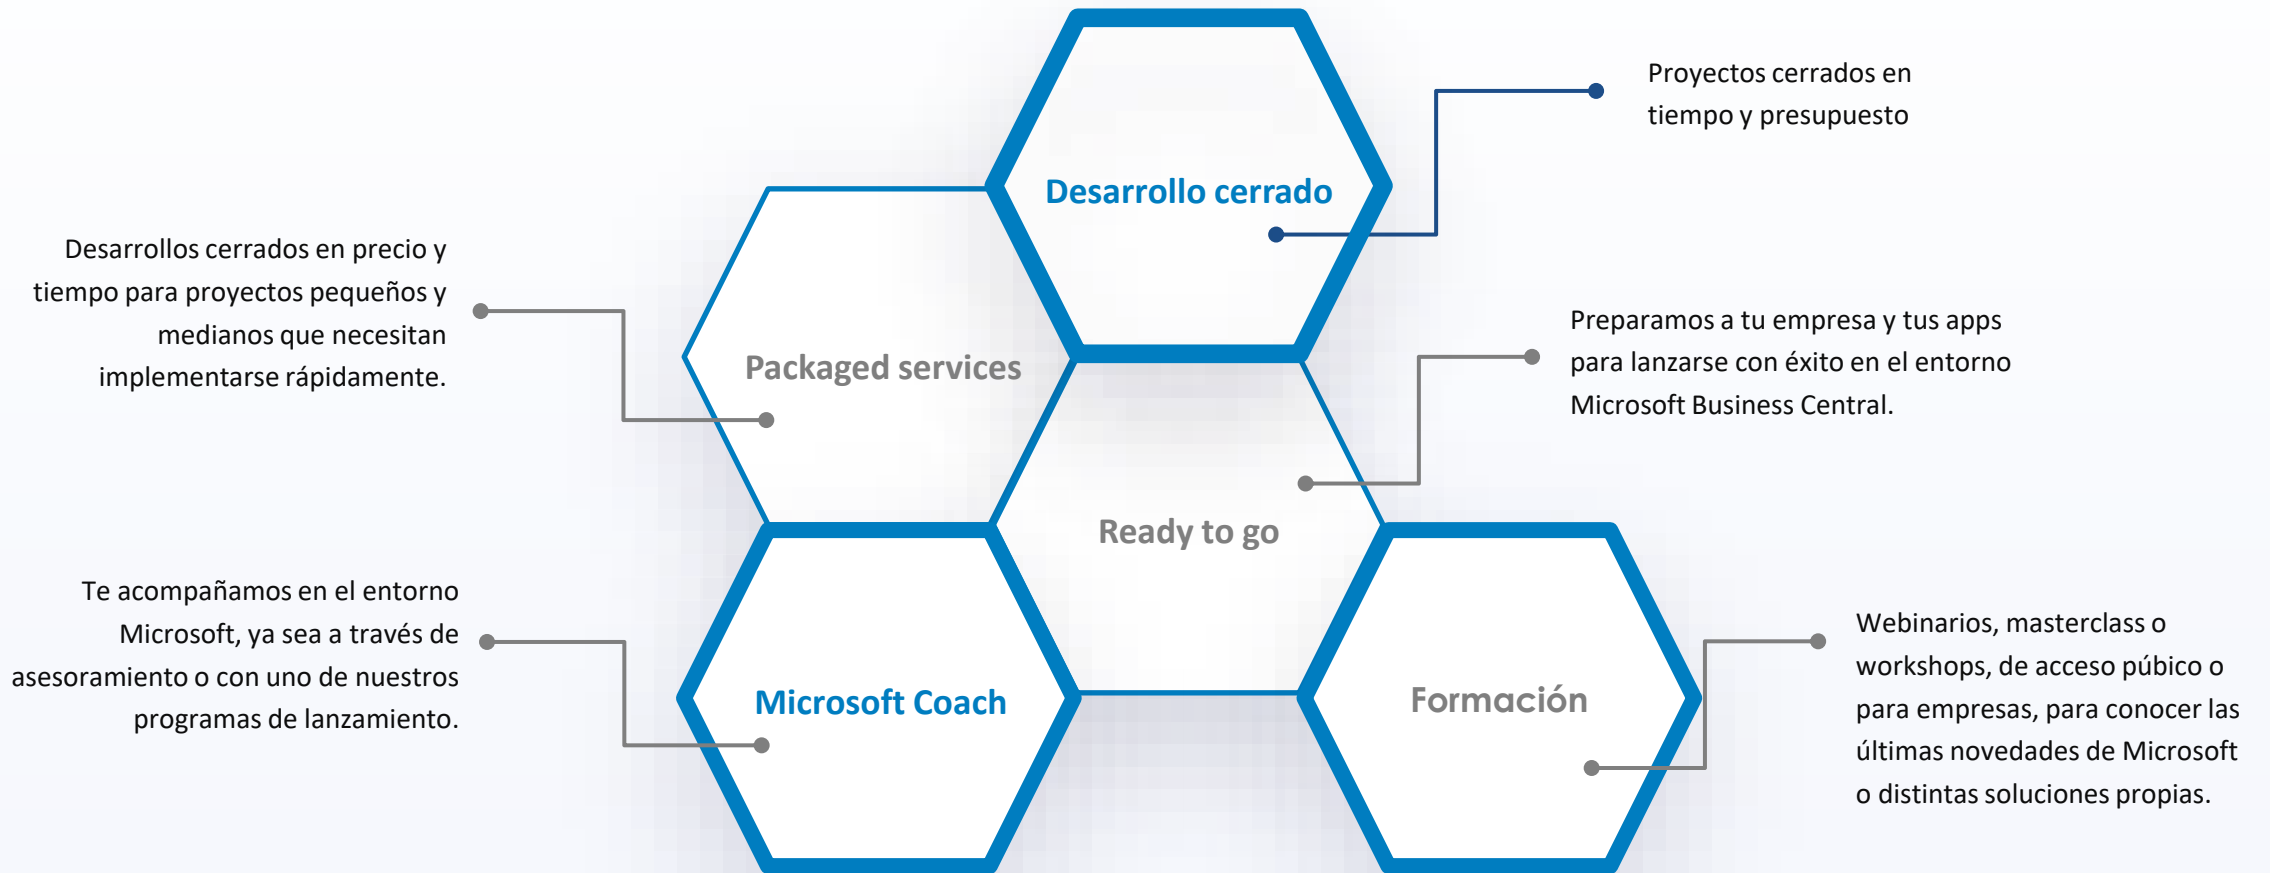 Desarrollo cerrado
Proyectos cerrados en
tiempo y presupuesto
Desarrollos cerrados en precio y
tiempo para proyectos pequeños y
medianos que necesitan
implementarse rápidamente.
Packaged services
Preparamos a tu empresa y tus apps
para lanzarse con éxito en el entorno
Microsoft Business Central.
Ready to go
Te acompañamos en el entorno
Microsoft, ya sea a través de
asesoramiento o con uno de nuestros
programas de lanzamiento.
Microsoft Coach
Formación
Webinarios, masterclass o
workshops, de acceso púbico o
para empresas, para conocer las
últimas novedades de Microsoft
o distintas soluciones propias.